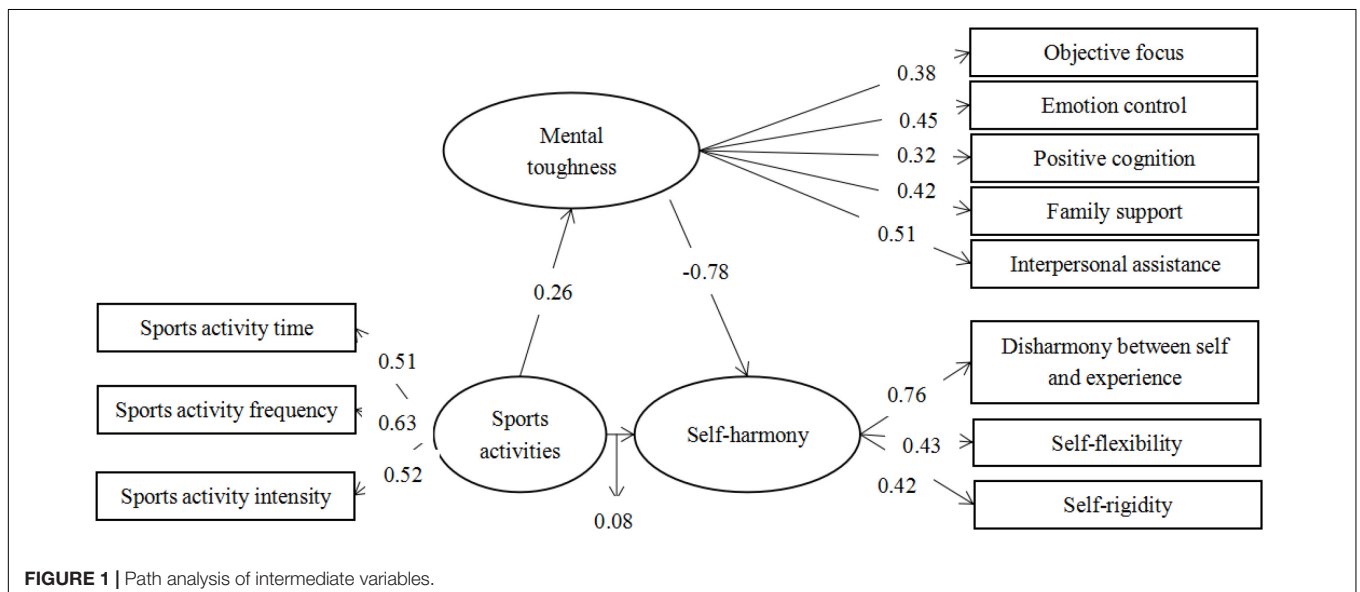 Objective focus
0.38
Emotion control
0.45
Mental
toughness
0.32
Positive cognition
0.42
Family support
0.51
Interpersonal assistance
-0.78
0.26
Sports activity time
0.51
Sports activity frequency
0.63
Sports activity intensity
0.52
Sports
activities
Self-harmony
0.08
Disharmony between self
and experience
0.76
Self-flexibility
0.43
Self-rigidity
0.42
FIGURE 1 | Path analysis of intermediate variables.